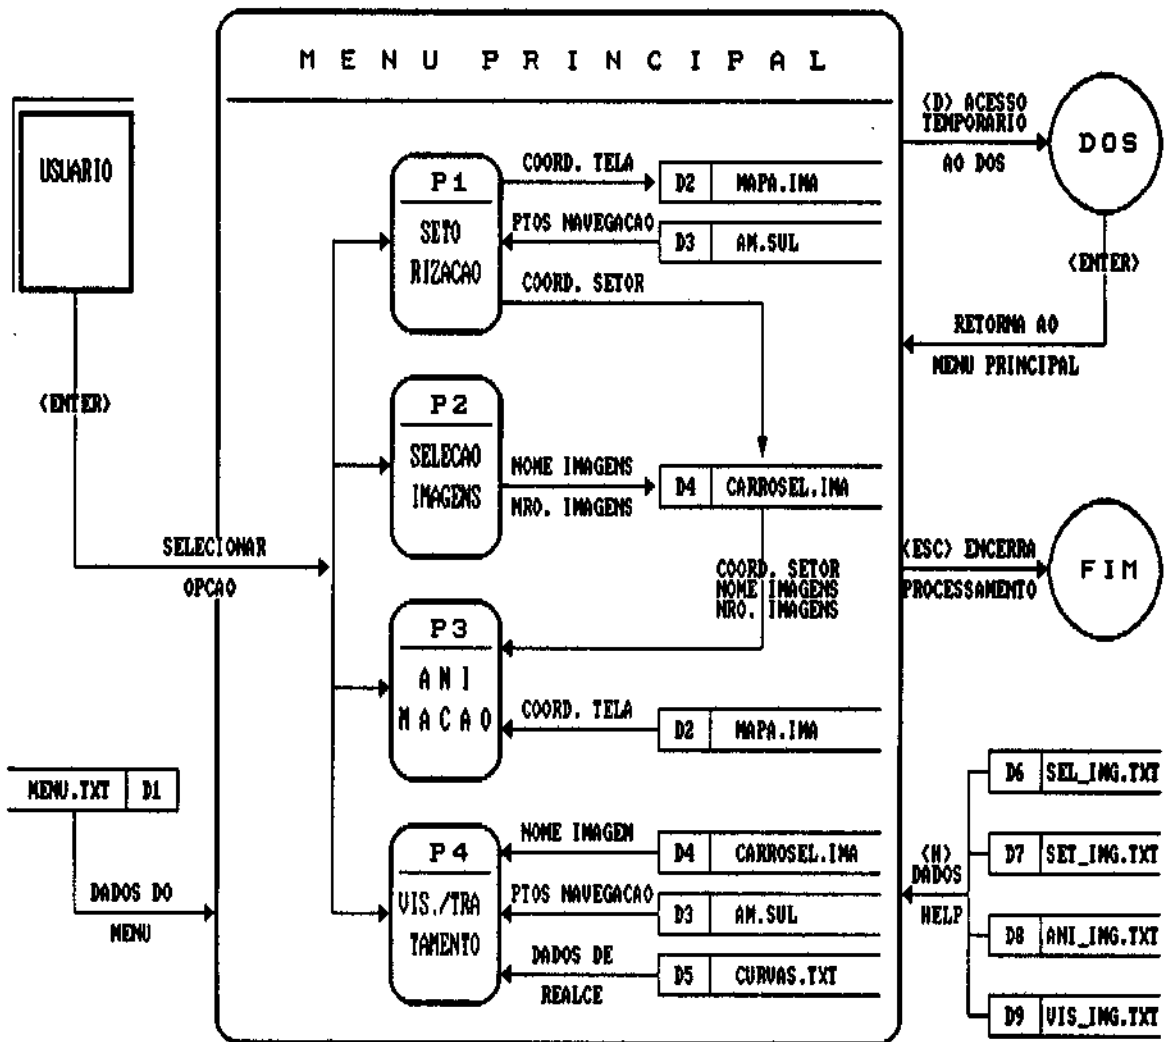 M E N U P R I N C I P A L
USUARIO
<ENTER>
SELECIONAR
OPCAO
MENU.TXT D1
DADOS DO
MENU
P1
SETO
RIZACAO
COORD. TELA
D2 MAPA.IMA
PTOS NAVEGACAO
D3 AM.SUL
COORD. SETOR
P2
SELECAO
IMAGENS
NOME IMAGENS
NRO. IMAGENS
D4 CARROSEL.IMA
COORD. SETOR
NOME IMAGENS
NRO. IMAGENS
P3
A N I
M A C A O
COORD. TELA
D2 MAPA.IMA
P4
VIS./TRA
TAMENTO
NOME IMAGEM
D4 CARROSEL.IMA
PTOS NAVEGACAO
D3 AM.SUL
DADOS DE
REALCE
D5 CURVAS.TXT
<D> ACESSO
TEMPORARIO
AO DOS
DOS
<ENTER>
RETORNA AO
MENU PRINCIPAL
<ESC> ENCERRA
PROCESSAMENTO
FIM
<H>
DADOS
HELP
D6 SEL_IMG.TXT
D7 SET_IMG.TXT
D8 ANI_IMG.TXT
D9 VIS_IMG.TXT